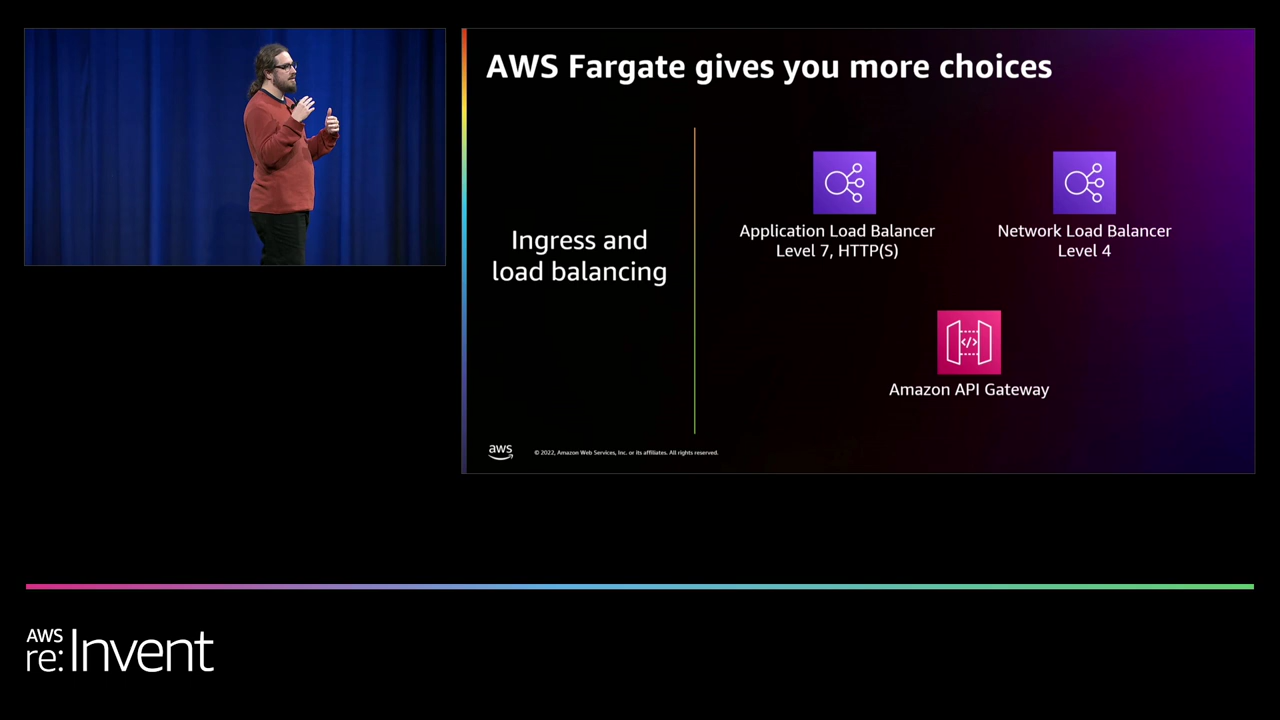 AWS Fargate gives you more choices
Ingress and
load balancing
Application Load Balancer
Level 7, HTTP(S)
Network Load Balancer
Level 4
</>
Amazon API Gateway
aws
© 2022, Amazon Web Services, Inc. or its affiliates. All rights reserved.
AWS
re:Invent